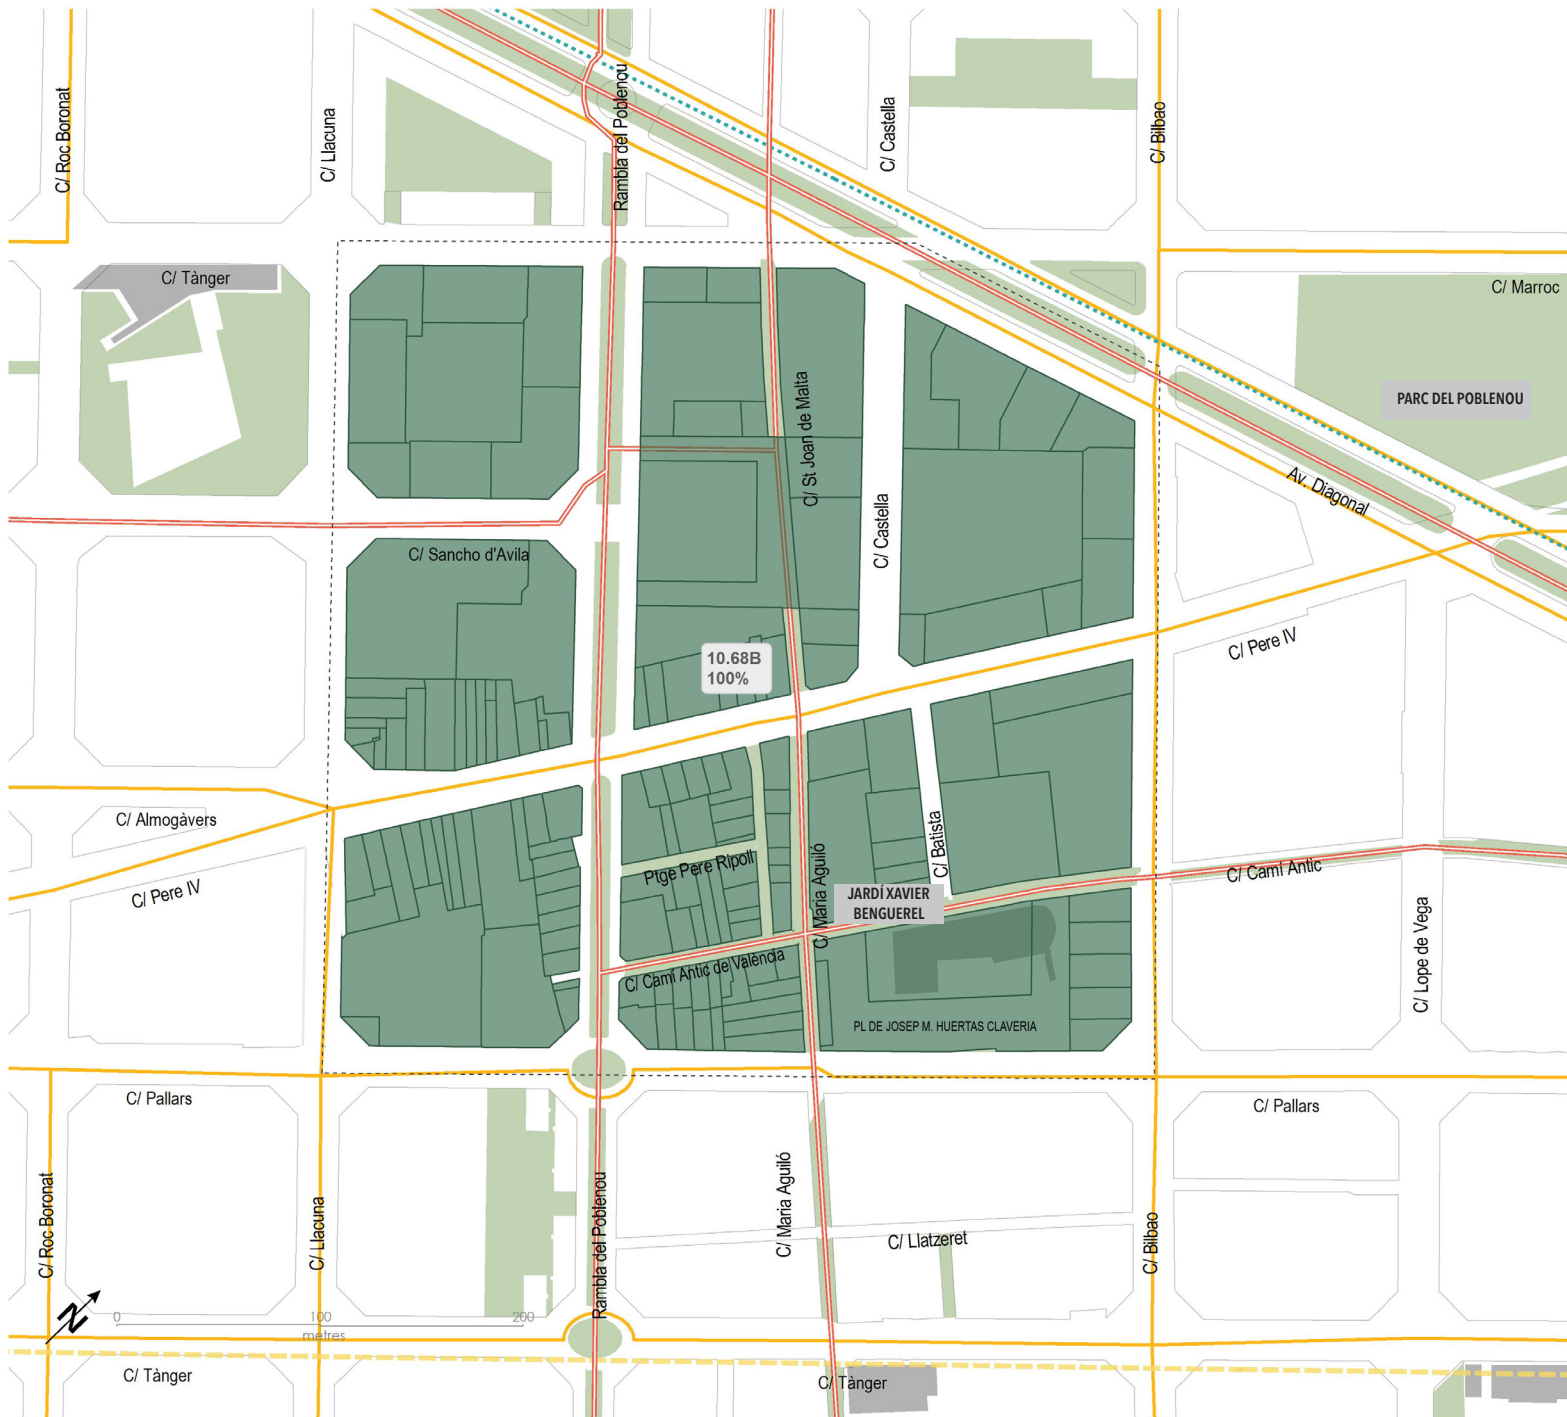 C/ Roc Boronat
C/ Llacuna
Rambla del Poblenou
C/ Castella
C/ Bilbao
C/ Tànger
C/ Marroc
PARC DEL POBLENOU
C/ St Joan de Malta
Av. Diagonal
C/ Castella
C/ Sancho d'Avila
C/ Pere IV
10.68B
100%
C/ Almogàvers
C/ Pere IV
Ptge Pere Ripoll
C/ Maria Aguiló
C/ Batista
JARDÍ XAVIER
BENGUEREL
C/ Camí Antic
C/ Lope de Vega
C/ Camí Antic de València
PL DE JOSEP M. HUERTAS CLAVERIA
C/ Pallars
C/ Pallars
C/ Roc Boronat
C/ Llacuna
Rambla del Poblenou
C/ Maria Aguiló
C/ Llatzeret
C/ Bilbao
N
0 100 200
metres
C/ Tànger
C/ Tànger